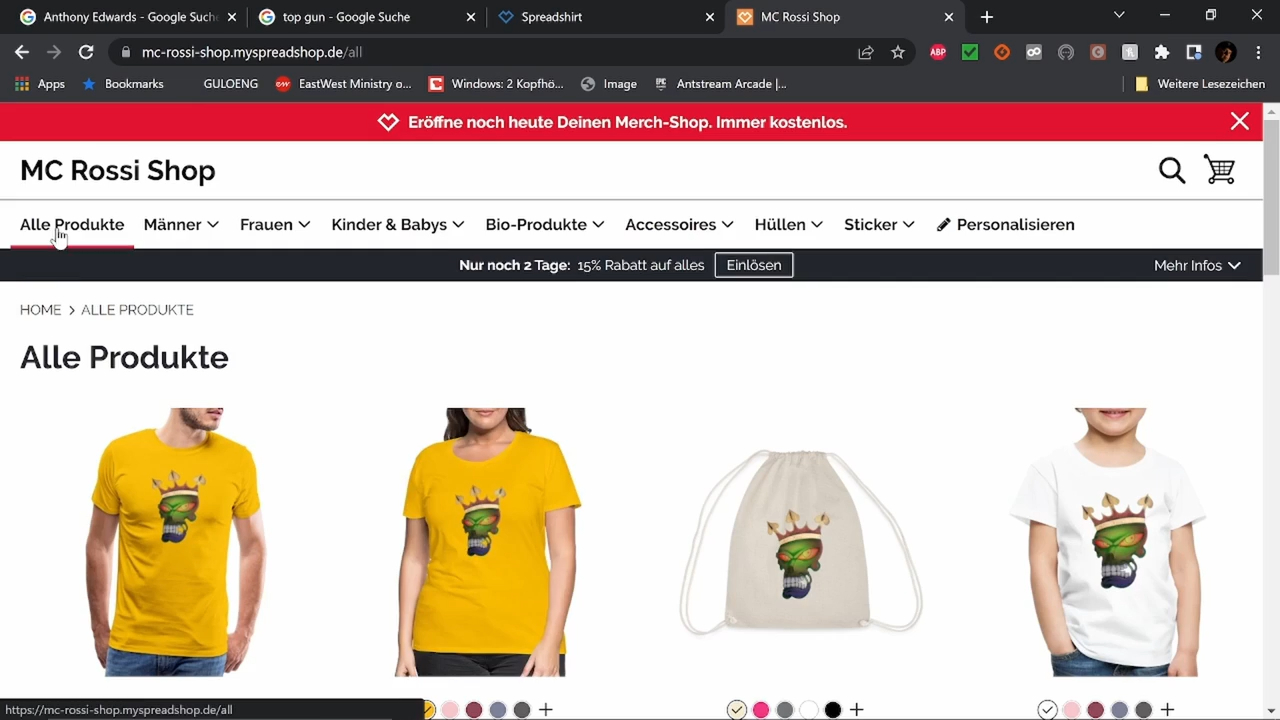 Anthony Edwards - Google Suche
top gun - Google Suche
Spreadshirt
MC Rossi Shop
mc-rossi-shop.myspreadshop.de/all
ABP
Apps
Bookmarks
GULOENG
EastWest Ministry o...
Windows: 2 Kopfhö...
Image
Antstream Arcade |...
Weitere Lesezeichen
Eröffne noch heute Deinen Merch-Shop. Immer kostenlos.
MC Rossi Shop
Alle Produkte Männer Frauen Kinder & Babys Bio-Produkte Accessoires Hüllen Sticker Personalisieren
Nur noch 2 Tage: 15% Rabatt auf alles Einlösen Mehr Infos
HOME > ALLE PRODUKTE
Alle Produkte
https://mc-rossi-shop.myspreadshop.de/all